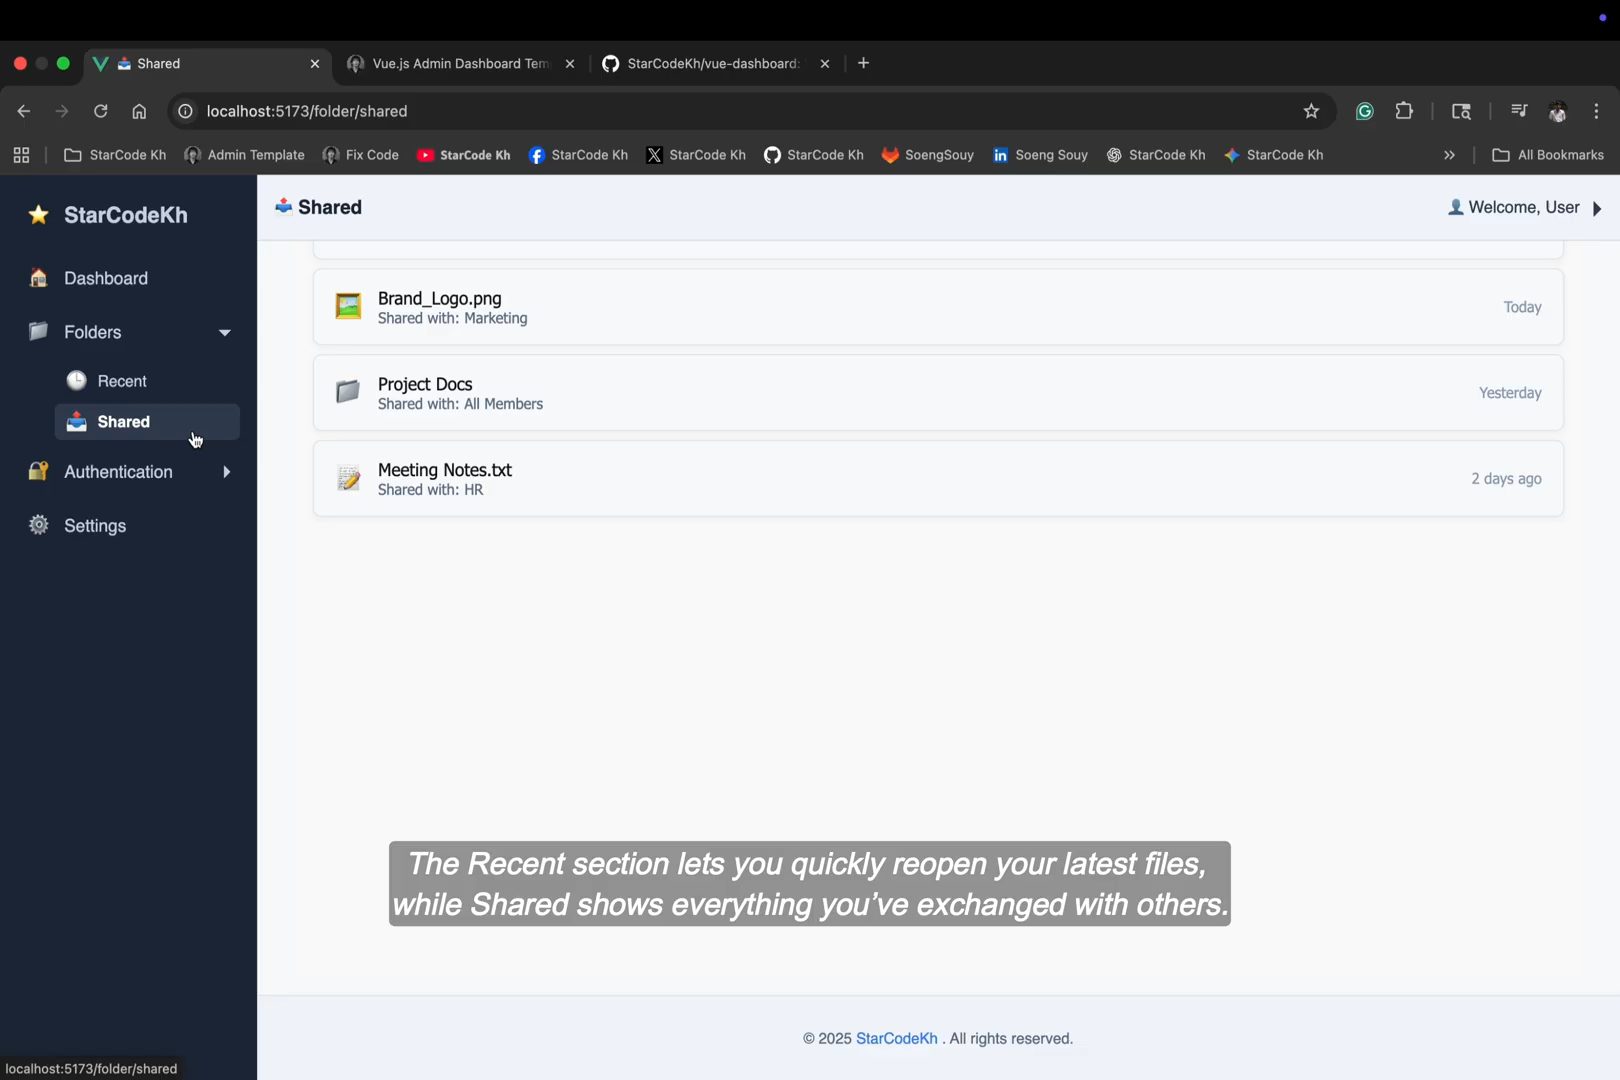 Shared
Vue.js Admin Dashboard Tem
StarCodeKh/vue-dashboard:
localhost:5173/folder/shared
StarCode Kh
Admin Template
Fix Code
StarCode Kh
StarCode Kh
StarCode Kh
StarCode Kh
SoengSouy
Soeng Souy
StarCode Kh
StarCode Kh
All Bookmarks
StarCodeKh
Shared
Welcome, User
Dashboard
Folders
Recent
Shared
Authentication
Settings
Brand_Logo.png
Shared with: Marketing
Today
Project Docs
Shared with: All Members
Yesterday
Meeting Notes.txt
Shared with: HR
2 days ago
The Recent section lets you quickly reopen your latest files,
while Shared shows everything you’ve exchanged with others.
© 2025 StarCodeKh . All rights reserved.
localhost:5173/folder/shared